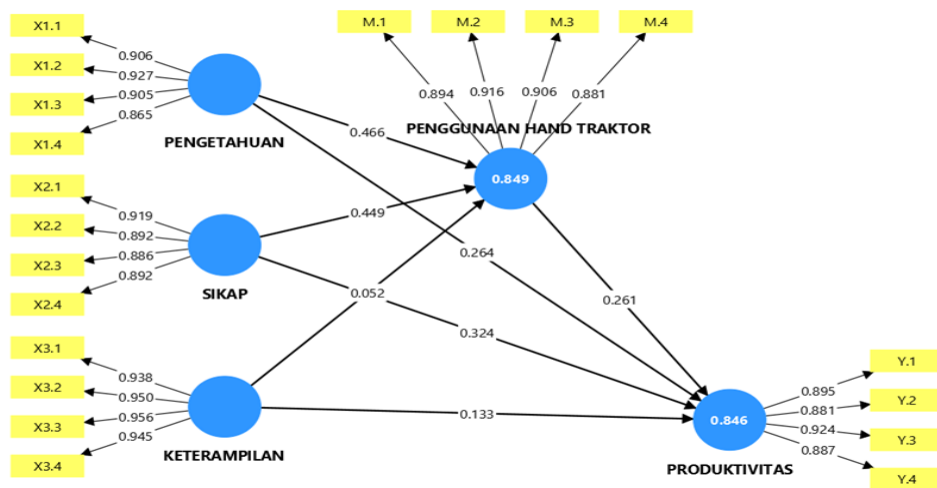 X1.1
X1.2
X1.3
X1.4
0.906
0.927
0.905
0.865
PENGETAHUAN
M.1
M.2
M.3
M.4
0.894
0.916
0.906
0.881
PENGGUNAAN HAND TRAKTOR
0.849
0.466
0.449
0.052
0.264
0.324
0.133
0.261
X2.1
X2.2
X2.3
X2.4
0.919
0.892
0.886
0.892
SIKAP
X3.1
X3.2
X3.3
X3.4
0.938
0.950
0.956
0.945
KETERAMPILAN
0.846
PRODUKTIVITAS
0.895
0.881
0.924
0.887
Y.1
Y.2
Y.3
Y.4